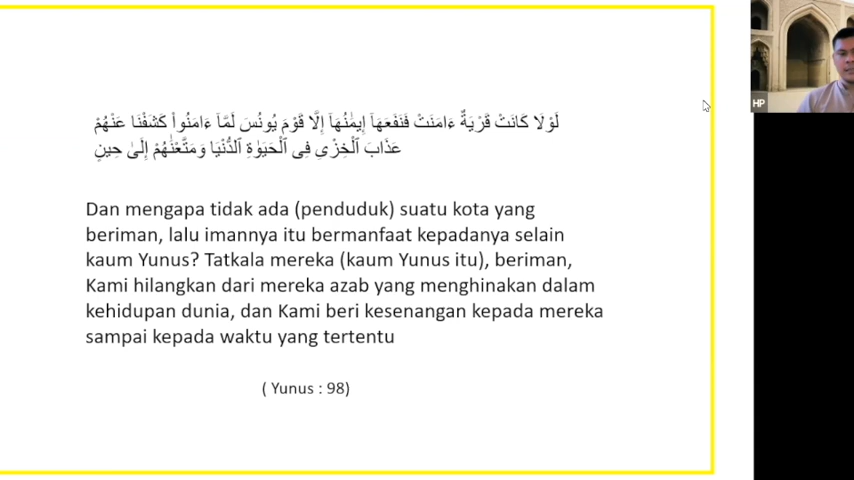 لَوْلَا كَانَتْ قَرْيَةٌ ءَامَنَتْ فَنَفَعَهَآ إِيمَٰنُهَآ إِلَّا قَوْمَ يُونُسَ لَمَّآ ءَامَنُوا۟ كَشَفْنَا عَنْهُمْ
عَذَابَ ٱلْخِزْىِ فِى ٱلْحَيَوٰةِ ٱلدُّنْيَا وَمَتَّعْنَٰهُمْ إِلَىٰ حِينٍ
Dan mengapa tidak ada (penduduk) suatu kota yang
beriman, lalu imannya itu bermanfaat kepadanya selain
kaum Yunus? Tatkala mereka (kaum Yunus itu), beriman,
Kami hilangkan dari mereka azab yang menghinakan dalam
kehidupan dunia, dan Kami beri kesenangan kepada mereka
sampai kepada waktu yang tertentu
( Yunus : 98)
HP